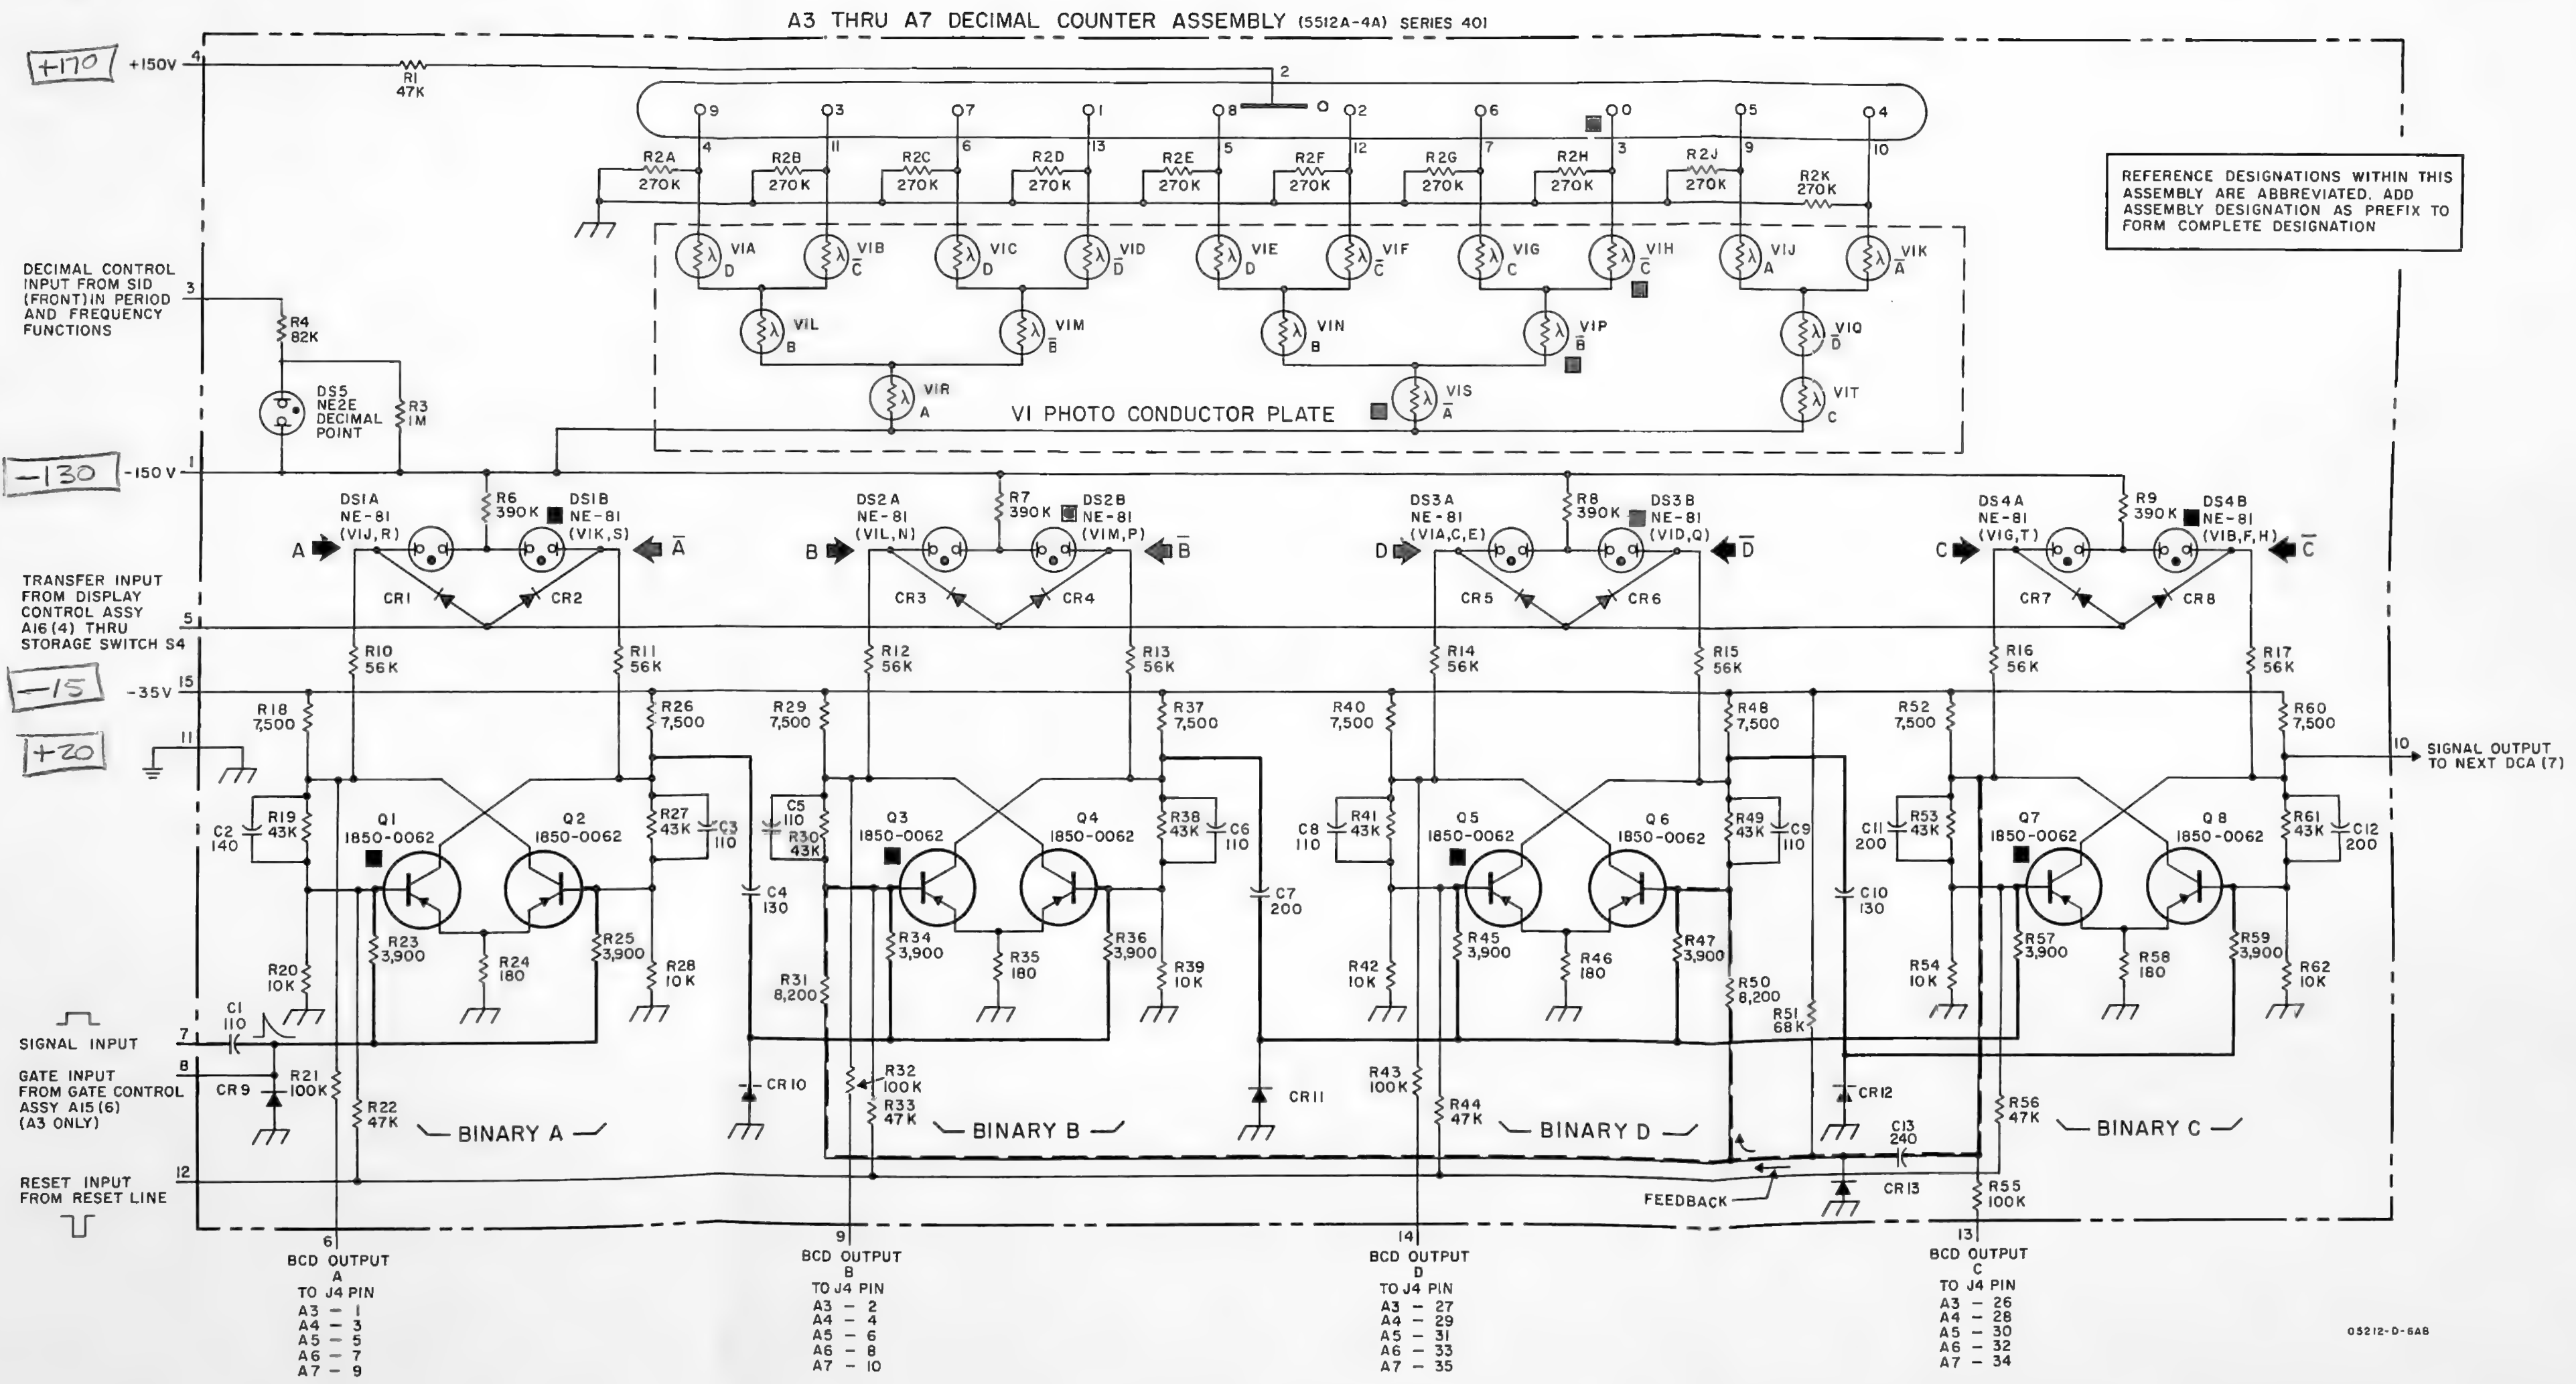 A3 THRU A7 DECIMAL COUNTER ASSEMBLY (5512A-4A) SERIES 401
+170
+150V
4
R1
47K
2
9
3
7
1
8
O
2
6
0
5
4
4
11
6
13
5
12
7
3
9
10
R2A
270K
R2B
270K
R2C
270K
R2D
270K
R2E
270K
R2F
270K
R2G
270K
R2H
270K
R2J
270K
R2K
270K
REFERENCE DESIGNATIONS WITHIN THIS
ASSEMBLY ARE ABBREVIATED. ADD
ASSEMBLY DESIGNATION AS PREFIX TO
FORM COMPLETE DESIGNATION
λ V1A D
λ V1B C̅
λ V1C D
λ V1D D̅
λ V1E D
λ V1F C̅
λ V1G C
λ V1H C̅
λ V1J A
λ V1K A̅
λ V1L B
λ V1M B̅
λ V1N B
λ V1P B̅
λ V1Q D̅
λ V1R A
λ V1S A̅
λ V1T C
V1 PHOTO CONDUCTOR PLATE
DECIMAL CONTROL
INPUT FROM S1D
(FRONT) IN PERIOD
AND FREQUENCY
FUNCTIONS
3
R4
82K
DS5
NE2E
DECIMAL
POINT
R3
1M
-130
-150 V
1
DS1A
NE-81
(V1J,R)
R6
390K
DS1B
NE-81
(V1K,S)
A
A̅
CR1
CR2
DS2A
NE-81
(V1L,N)
R7
390K
DS2B
NE-81
(V1M,P)
B
B̅
CR3
CR4
DS3A
NE-81
(V1A,C,E)
R8
390K
DS3B
NE-81
(V1D,Q)
D
D̅
CR5
CR6
DS4A
NE-81
(V1G,T)
R9
390K
DS4B
NE-81
(V1B,F,H)
C
C̅
CR7
CR8
TRANSFER INPUT
FROM DISPLAY
CONTROL ASSY
A16(4) THRU
STORAGE SWITCH S4
5
R10
56K
R11
56K
R12
56K
R13
56K
R14
56K
R15
56K
R16
56K
R17
56K
-15
-35V
15
R18
7,500
R26
7,500
R29
7,500
R37
7,500
R40
7,500
R48
7,500
R52
7,500
R60
7,500
+20
11
10
SIGNAL OUTPUT
TO NEXT DCA (7)
C2
140
R19
43K
Q1
1850-0062
Q2
1850-0062
R27
43K
C3
110
C5
110
R30
43K
Q3
1850-0062
Q4
1850-0062
R38
43K
C6
110
C8
110
R41
43K
Q5
1850-0062
Q6
1850-0062
R49
43K
C9
110
C11
200
R53
43K
Q7
1850-0062
Q8
1850-0062
R61
43K
C12
200
C4
130
C7
200
C10
130
R20
10K
R23
3,900
R24
180
R25
3,900
R28
10K
R31
8,200
R34
3,900
R35
180
R36
3,900
R39
10K
R42
10K
R45
3,900
R46
180
R47
3,900
R50
8,200
R51
68K
R54
10K
R57
3,900
R58
180
R59
3,900
R62
10K
C1
110
SIGNAL INPUT
7
GATE INPUT
FROM GATE CONTROL
ASSY A15(6)
(A3 ONLY)
8
CR9
R21
100K
R22
47K
BINARY A
CR10
R32
100K
R33
47K
BINARY B
CR11
R43
100K
R44
47K
BINARY D
CR12
C13
240
R56
47K
BINARY C
RESET INPUT
FROM RESET LINE
12
FEEDBACK
CR13
R55
100K
6
BCD OUTPUT
A
TO J4 PIN
A3 - 1
A4 - 3
A5 - 5
A6 - 7
A7 - 9
9
BCD OUTPUT
B
TO J4 PIN
A3 - 2
A4 - 4
A5 - 6
A6 - 8
A7 - 10
14
BCD OUTPUT
D
TO J4 PIN
A3 - 27
A4 - 29
A5 - 31
A6 - 33
A7 - 35
13
BCD OUTPUT
C
TO J4 PIN
A3 - 26
A4 - 28
A5 - 30
A6 - 32
A7 - 34
05212-D-6AB